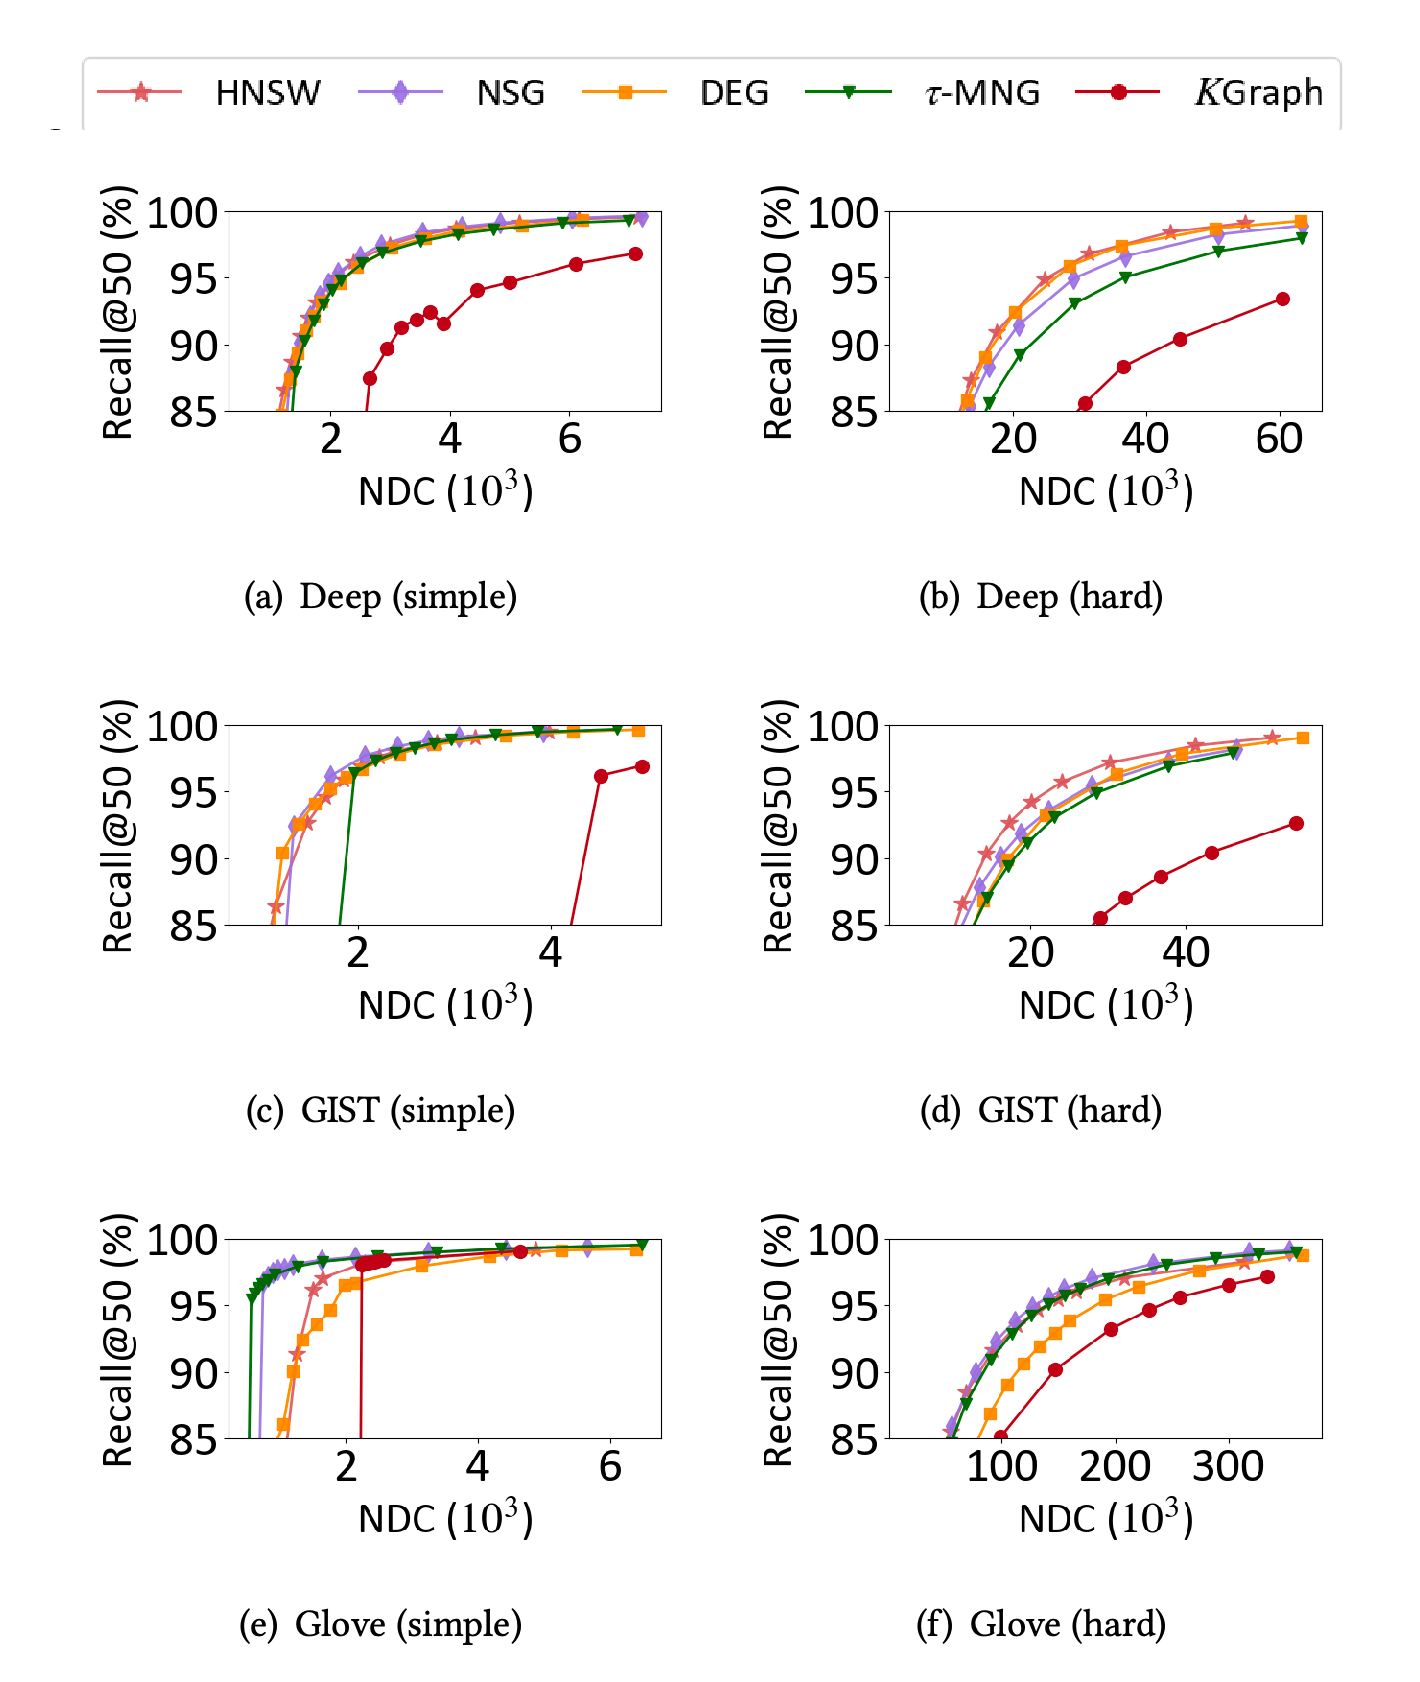 HNSW NSG DEG τ-MNG KGraph
Recall@50 (%)
100
95
90
85
2 4 6
NDC (10³)
(a) Deep (simple)
Recall@50 (%)
100
95
90
85
20 40 60
NDC (10³)
(b) Deep (hard)
Recall@50 (%)
100
95
90
85
2 4
NDC (10³)
(c) GIST (simple)
Recall@50 (%)
100
95
90
85
20 40
NDC (10³)
(d) GIST (hard)
Recall@50 (%)
100
95
90
85
2 4 6
NDC (10³)
(e) Glove (simple)
Recall@50 (%)
100
95
90
85
100 200 300
NDC (10³)
(f) Glove (hard)